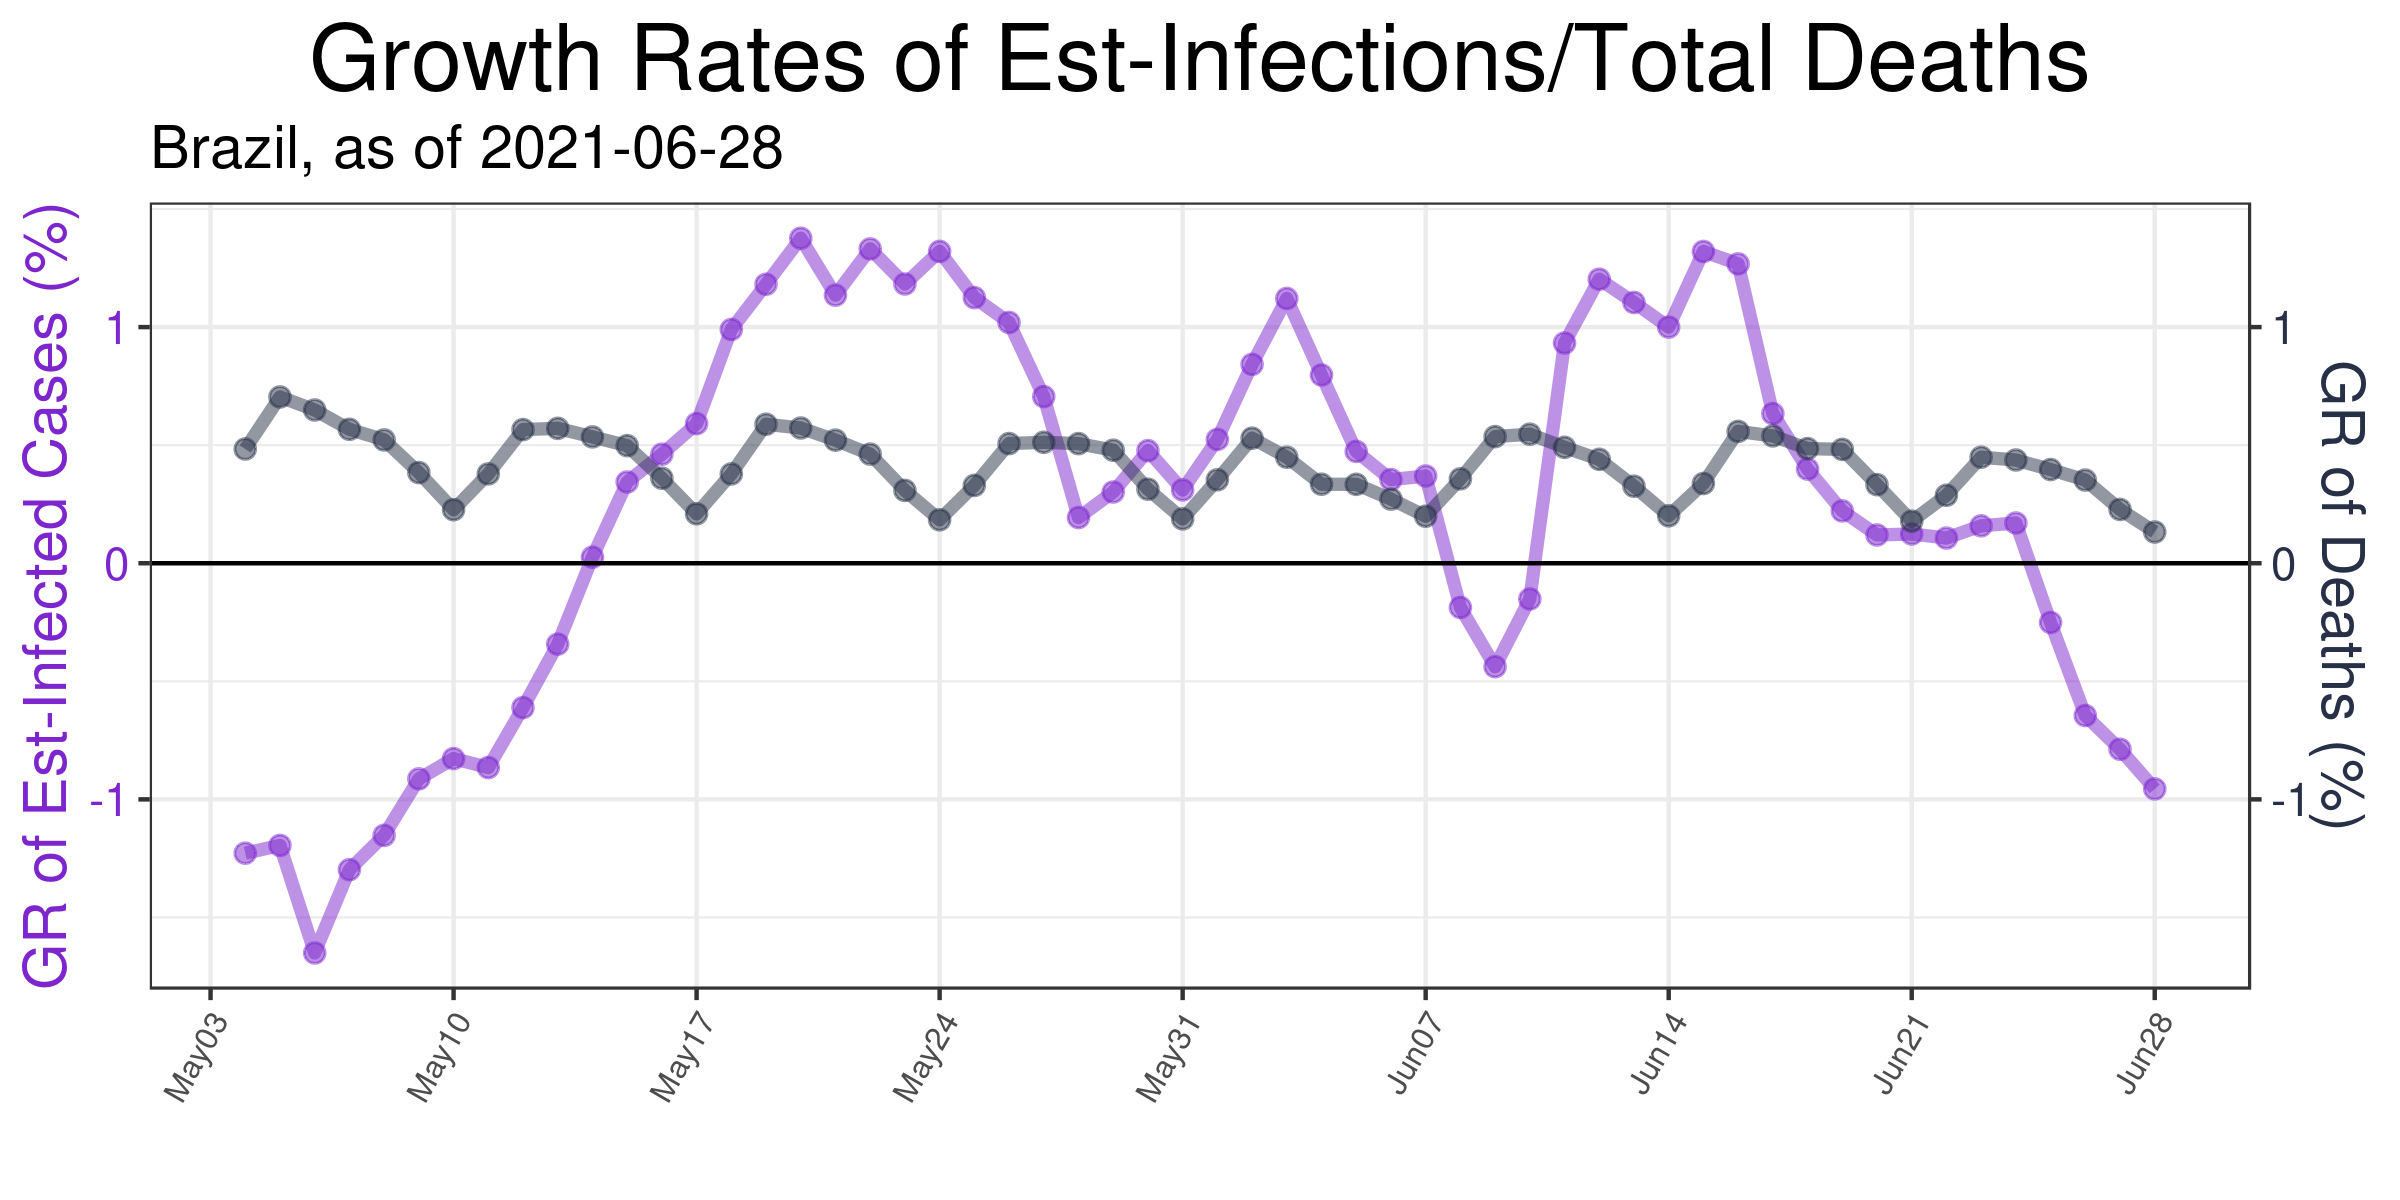 Growth Rates of Est-Infections/Total Deaths
Brazil, as of 2021-06-28
GR of Est-Infected Cases (%)
1
0
-1
1
0
-1
GR of Deaths (%)
May03
May10
May17
May24
May31
Jun07
Jun14
Jun21
Jun28